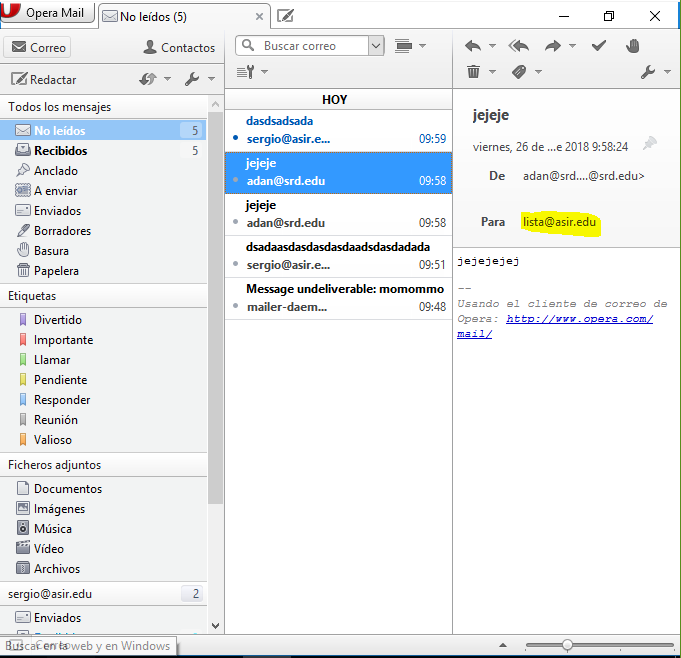 Opera Mail
No leídos (5)
Correo
Contactos
Redactar
Todos los mensajes
No leídos 5
Recibidos 5
Anclado
A enviar
Enviados
Borradores
Basura
Papelera
Etiquetas
Divertido
Importante
Llamar
Pendiente
Responder
Reunión
Valioso
Ficheros adjuntos
Documentos
Imágenes
Música
Vídeo
Archivos
sergio@asir.edu 2
Enviados
Buscar en la web y en Windows
Buscar correo
HOY
dasdsadsada
sergio@asir.e... 09:59
jejeje
adan@srd.edu 09:58
jejeje
adan@srd.edu 09:58
dsadaasdasdasdasdaadsdasdadada
sergio@asir.e... 09:51
Message undeliverable: momommo
mailer-daem... 09:48
jejeje
viernes, 26 de ...e 2018 9:58:24
De adan@srd....@srd.edu>
Para lista@asir.edu
jejejejej
--
Usando el cliente de correo de
Opera: http://www.opera.com/
mail/